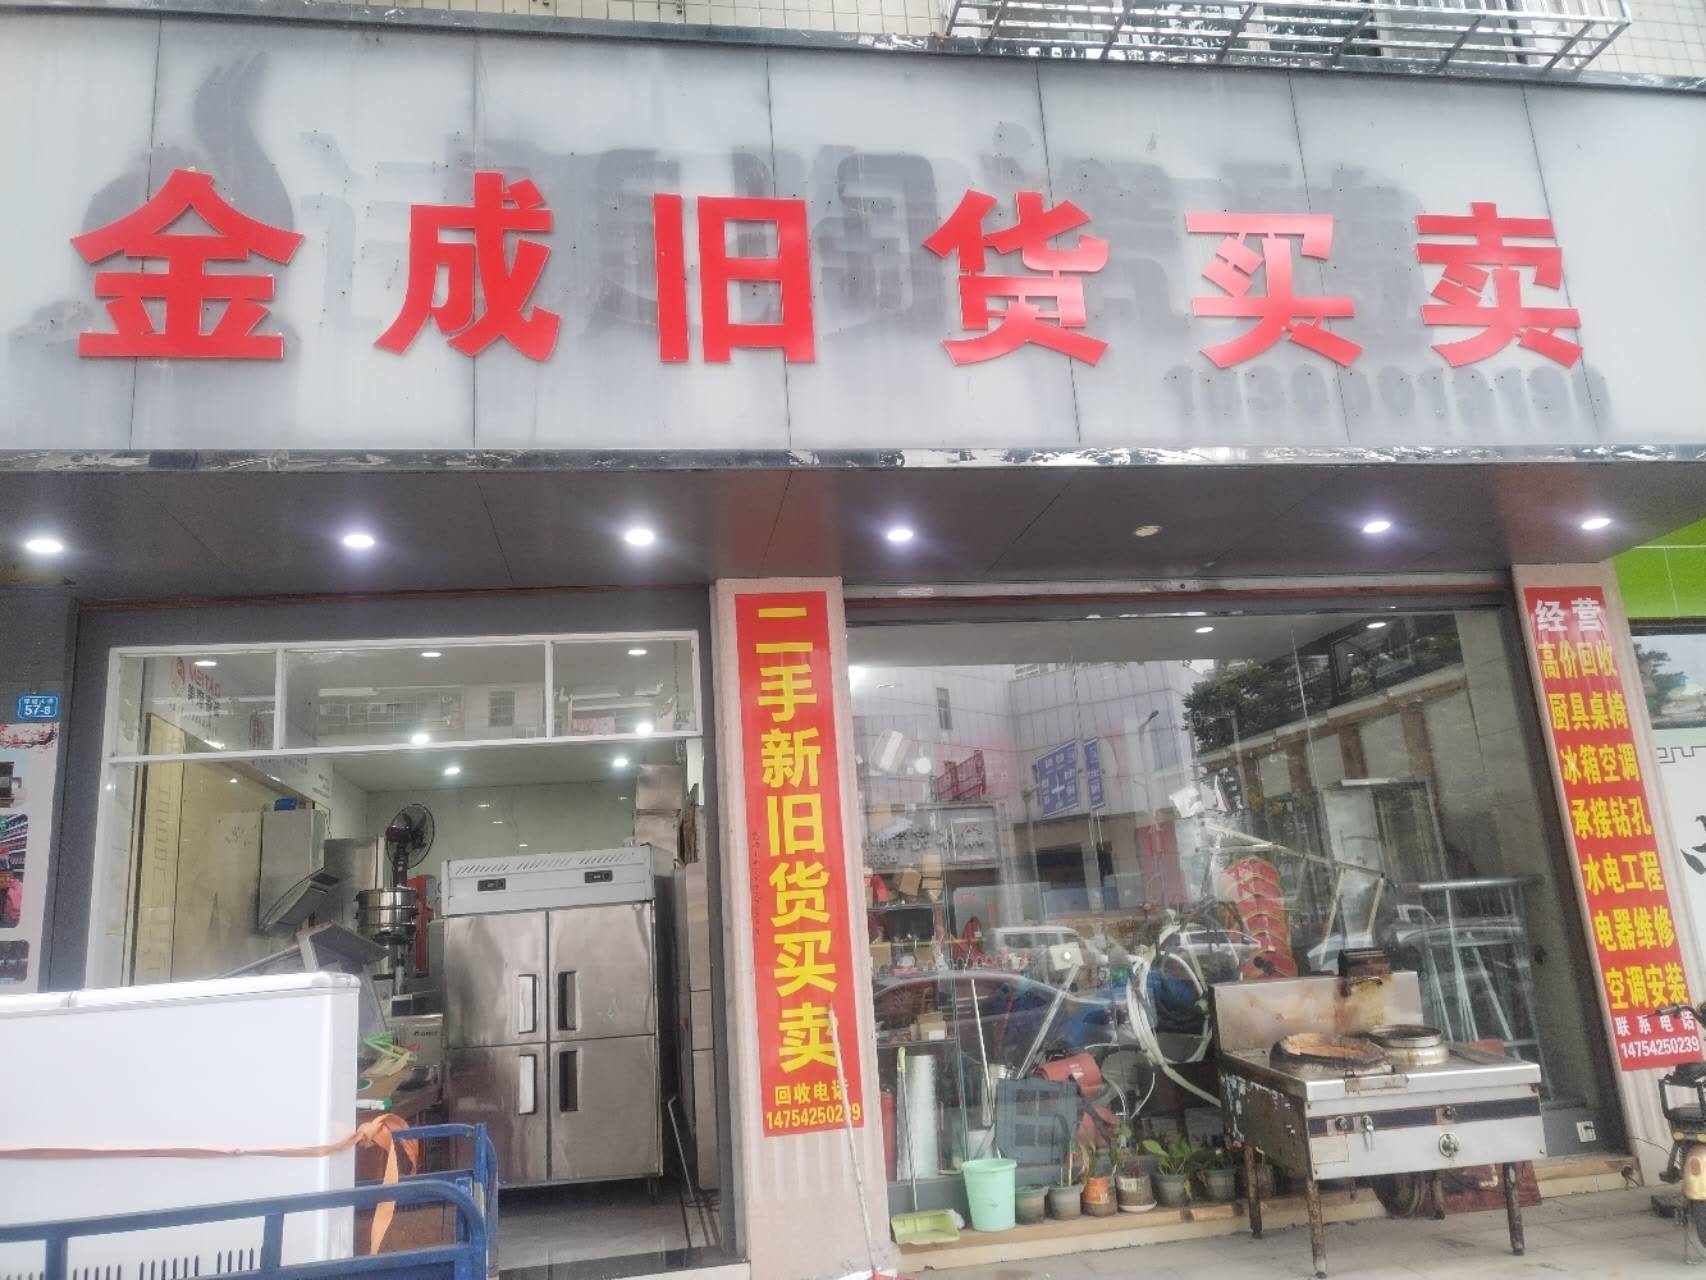 金成旧货买卖
57-8
二手新旧货买卖
回收电话
14754250239
经营
高价回收
厨具桌椅
冰箱空调
承接钻孔
水电工程
电器维修
空调安装
联系电话
14754250239